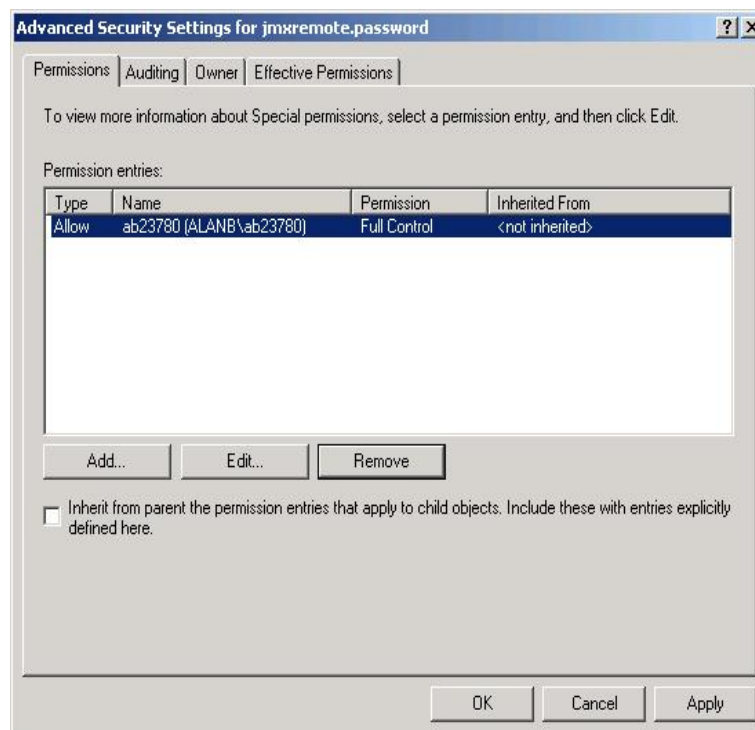 Advanced Security Settings for jmxremote.password
Permissions Auditing Owner Effective Permissions
To view more information about Special permissions, select a permission entry, and then click Edit.
Permission entries:
Type Name Permission Inherited From
Allow ab23780 (ALANB\ab23780) Full Control <not inherited>
Add... Edit... Remove
Inherit from parent the permission entries that apply to child objects. Include these with entries explicitly
defined here.
OK Cancel Apply